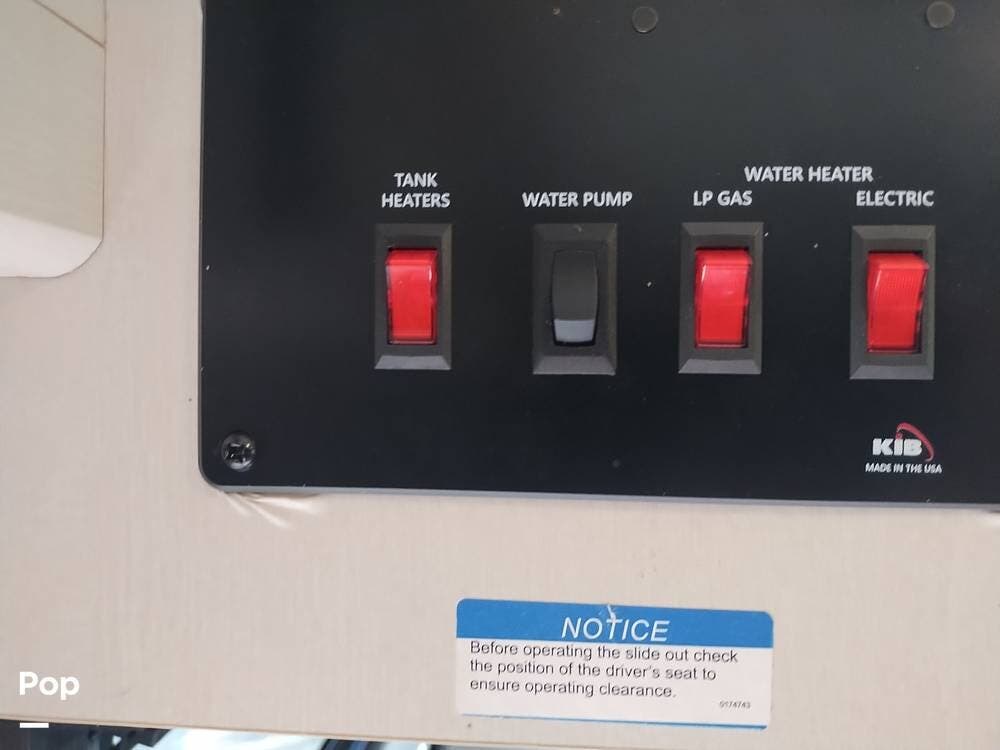 TANK
HEATERS
WATER PUMP
WATER HEATER
LP GAS
ELECTRIC
KIB
MADE IN THE USA
NOTICE
Before operating the slide out check
the position of the driver's seat to
ensure operating clearance.
0174743
Pop